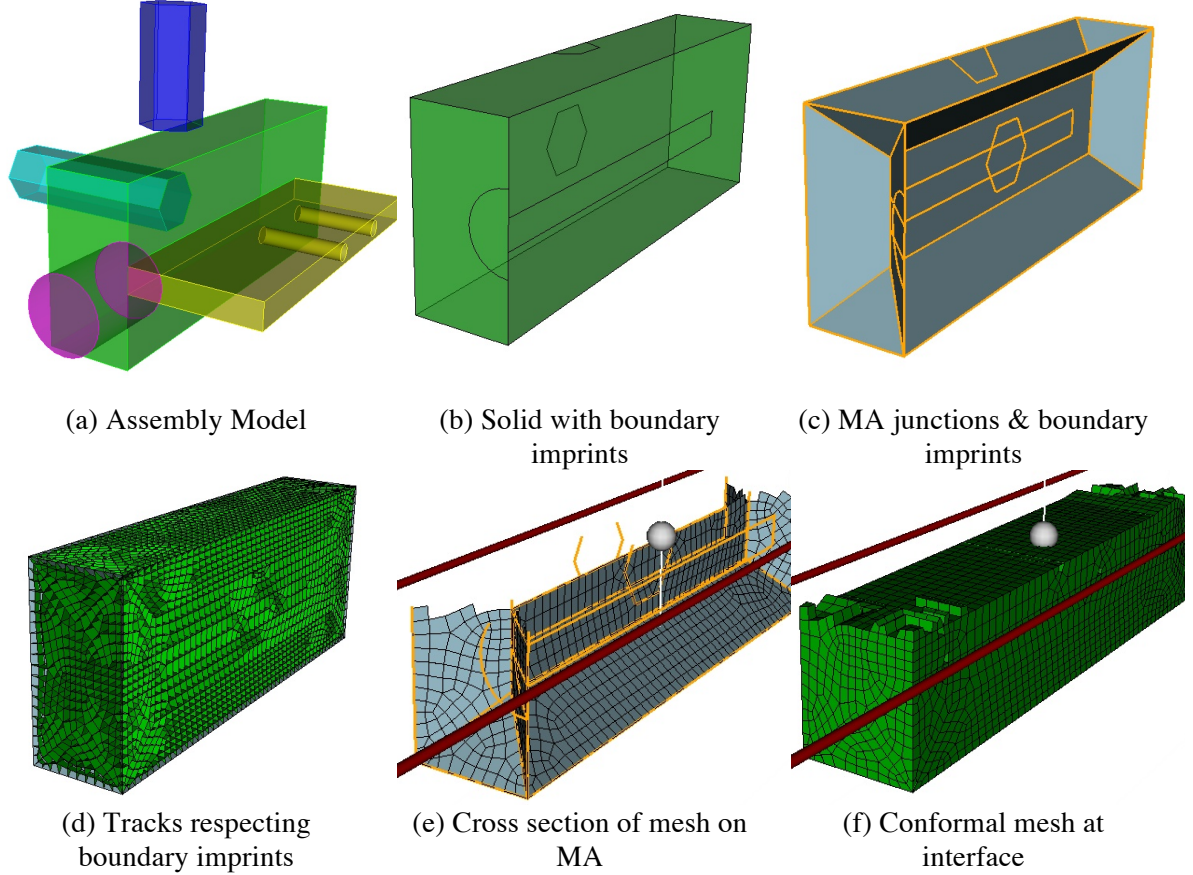 (a) Assembly Model
(b) Solid with boundary
imprints
(c) MA junctions & boundary
imprints
(d) Tracks respecting
boundary imprints
(e) Cross section of mesh on
MA
(f) Conformal mesh at
interface